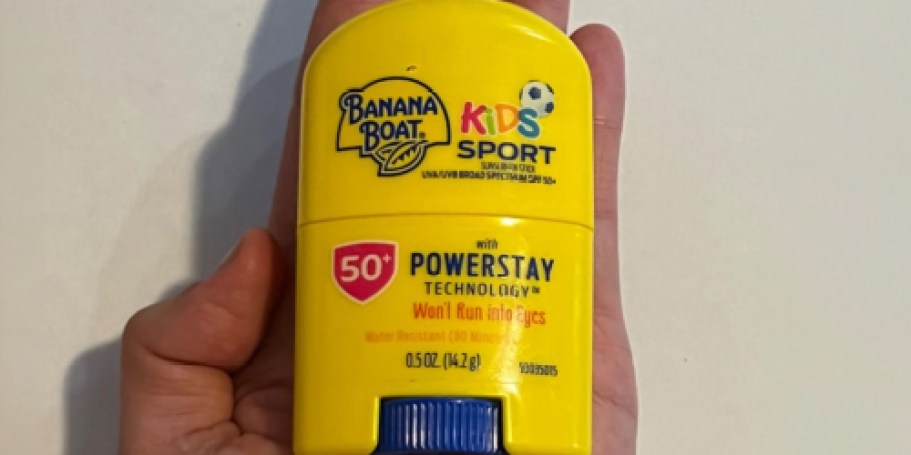 BANANA
BOAT®
KiDS
SPORT
SUNSCREEN STICK
UVA/UVB BROAD SPECTRUM SPF 50+
50+
with
POWERSTAY
TECHNOLOGY™
Won't Run into Eyes
Water Resistant (80 Minutes)
0.5 OZ. (14.2 g)